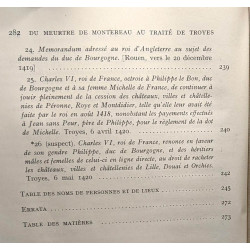 282 DU MEURTRE DE MONTEREAU AU TRAITÉ DE TROYES
24. Memorandum adressé au roi d'Angleterre au sujet des
demandes du duc de Bourgogne. [Rouen, vers le 20 décembre
1419]
239
25. Charles VI, roi de France, octroie à Philippe le Bon, duc
de Bourgogne et à sa femme Michelle de France, de continuer à
jouir pleinement de la cession des châteaux, villes et châtellenies
de Péronne, Roye et Montdidier, telle qu'elle leur avait été faite
par le roi en août 1418, nonobstant les payements effectués
à Jean sans Peur, père de Philippe, pour le règlement de la dot
de Michelle. Troyes, 6 avril 1420.
240
*26. (suspect). Charles VI, roi de France, renonce en faveur
de son gendre, Philippe, duc de Bourgogne, et des héritiers
mâles et femelles de celui-ci en ligne directe, au droit de racheter
les châteaux, villes et châtellenies de Lille, Douai et Orchies.
Troyes, 6 mai 1420
242
TABLE DES NOMS DE PERSONNES ET DE LIEUX
245
ERRATA
272
TABLE DES MATIÈRES
273